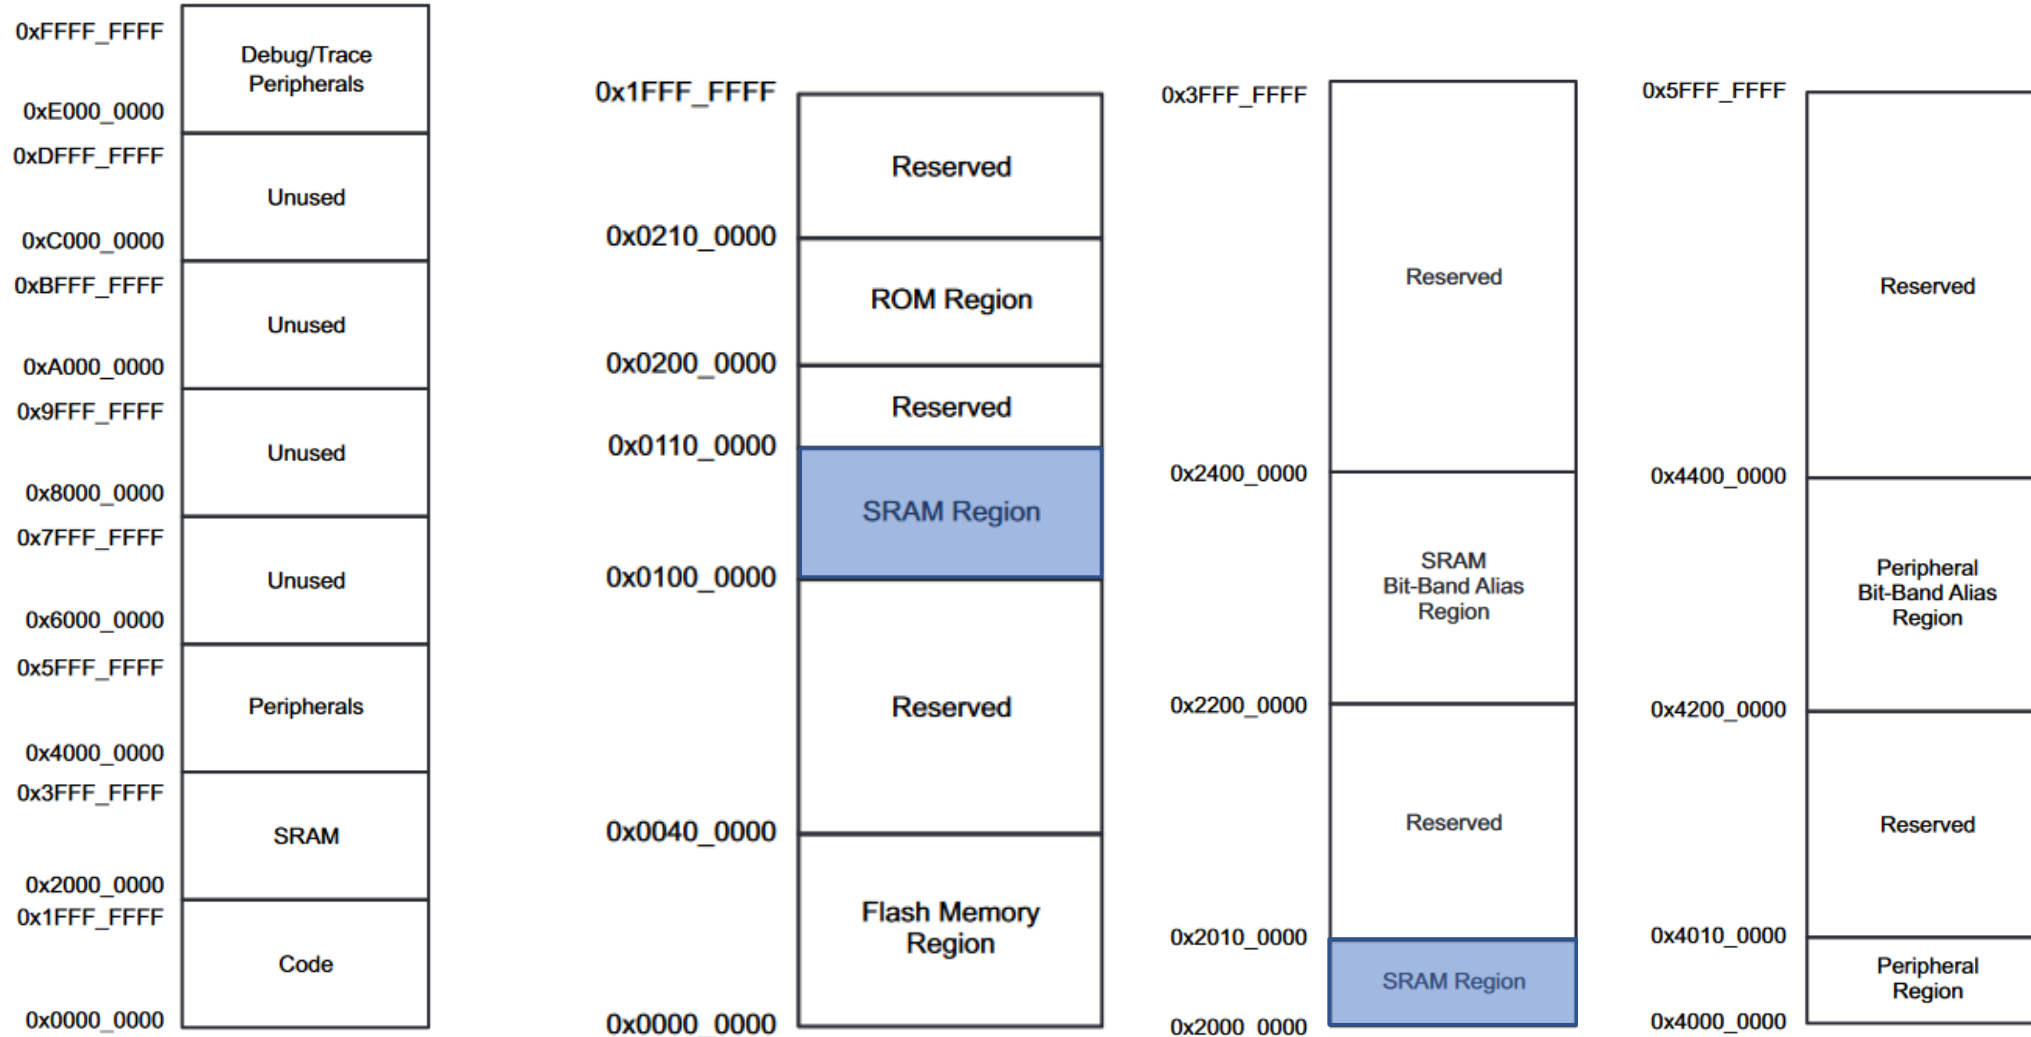 0xFFFF_FFFF
Debug/Trace
Peripherals
0xE000_0000
0xDFFF_FFFF
Unused
0xC000_0000
0xBFFF_FFFF
Unused
0xA000_0000
0x9FFF_FFFF
Unused
0x8000_0000
0x7FFF_FFFF
Unused
0x6000_0000
0x5FFF_FFFF
Peripherals
0x4000_0000
0x3FFF_FFFF
SRAM
0x2000_0000
0x1FFF_FFFF
Code
0x0000_0000
0x1FFF_FFFF
Reserved
0x0210_0000
ROM Region
0x0200_0000
Reserved
0x0110_0000
SRAM Region
0x0100_0000
Reserved
0x0040_0000
Flash Memory
Region
0x0000_0000
0x3FFF_FFFF
Reserved
0x2400_0000
SRAM
Bit-Band Alias
Region
0x2200_0000
Reserved
0x2010_0000
SRAM Region
0x2000 0000
0x5FFF_FFFF
Reserved
0x4400_0000
Peripheral
Bit-Band Alias
Region
0x4200_0000
Reserved
0x4010_0000
Peripheral
Region
0x4000_0000